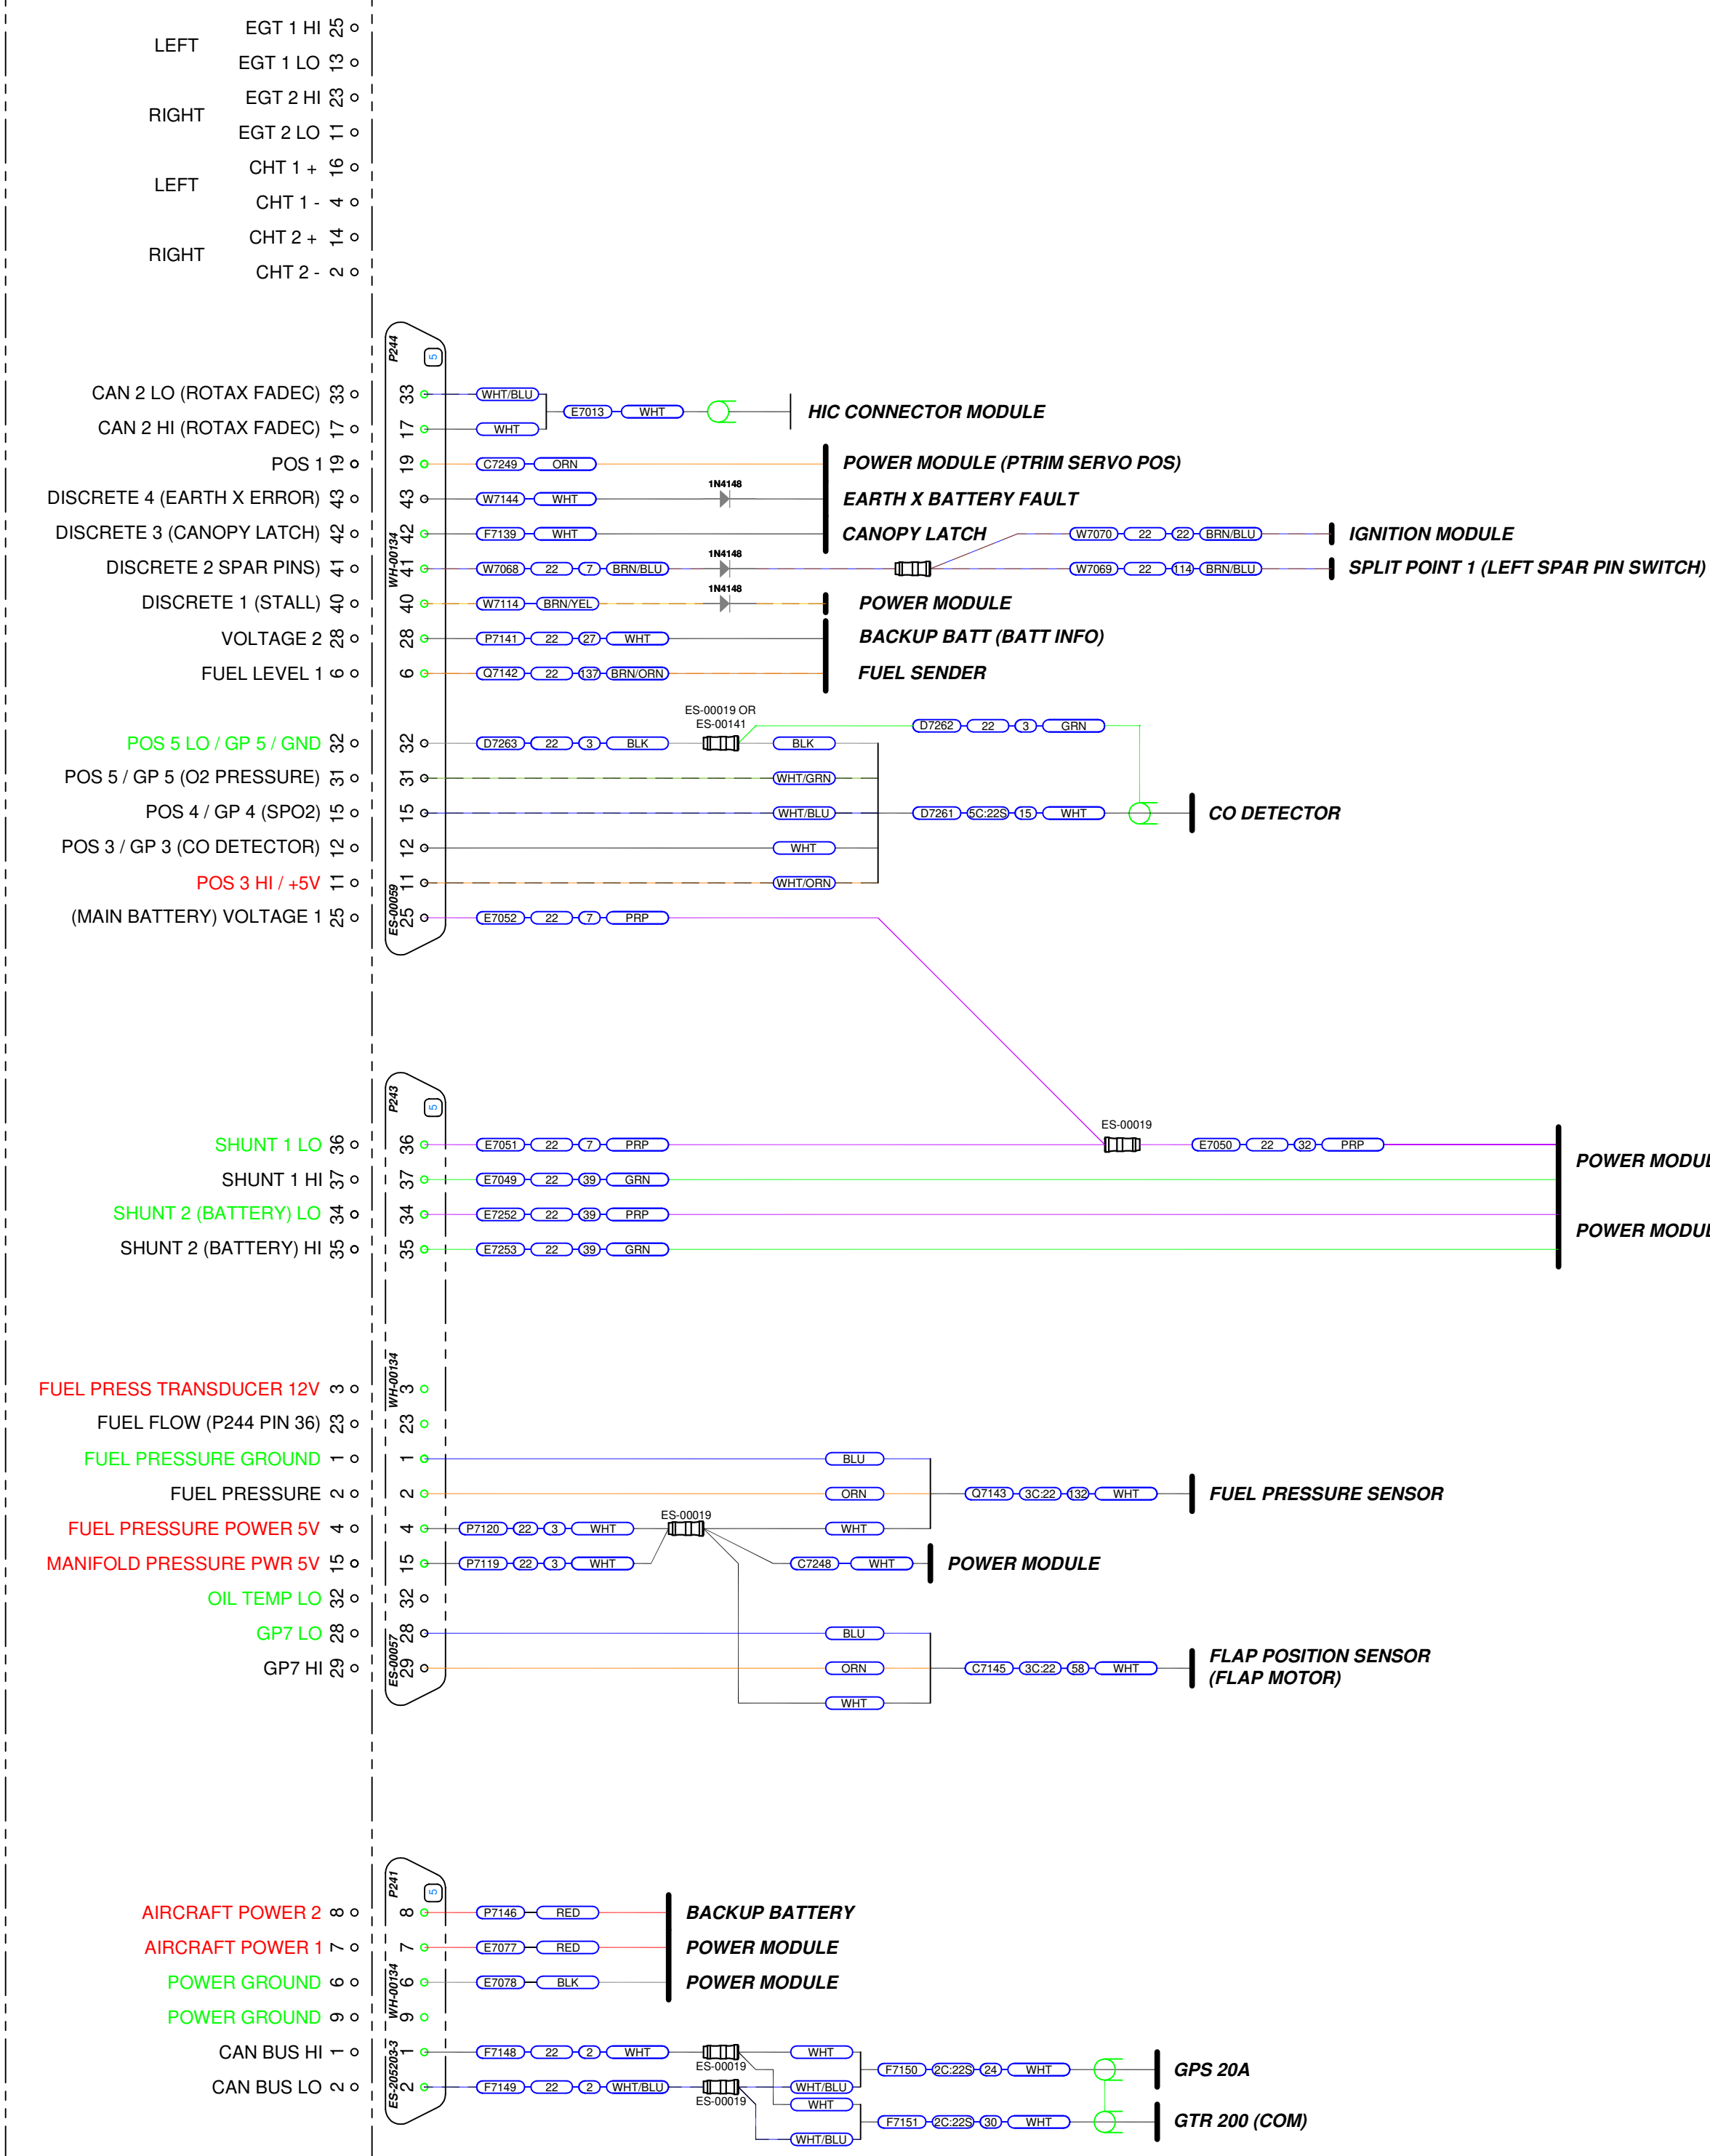 EGT 1 HI 25
LEFT
EGT 1 LO 13
EGT 2 HI 23
RIGHT
EGT 2 LO 11
CHT 1 + 16
LEFT
CHT 1 - 4
CHT 2 + 14
RIGHT
CHT 2 - 2
P244
5
CAN 2 LO (ROTAX FADEC) 33 33 WHT/BLU
E7013 WHT HIC CONNECTOR MODULE
CAN 2 HI (ROTAX FADEC) 17 17 WHT
POS 1 19 19 C7249 ORN POWER MODULE (PTRIM SERVO POS)
1N4148
DISCRETE 4 (EARTH X ERROR) 43 43 W7144 WHT EARTH X BATTERY FAULT
DISCRETE 3 (CANOPY LATCH) 42 42 F7139 WHT CANOPY LATCH W7070 22 22 BRN/BLU IGNITION MODULE
WH-00134
1N4148
DISCRETE 2 SPAR PINS) 41 41 W7068 22 7 BRN/BLU W7069 22 114 BRN/BLU SPLIT POINT 1 (LEFT SPAR PIN SWITCH)
1N4148
DISCRETE 1 (STALL) 40 40 W7114 BRN/YEL POWER MODULE
VOLTAGE 2 28 28 P7141 22 27 WHT BACKUP BATT (BATT INFO)
FUEL LEVEL 1 6 6 Q7142 22 137 BRN/ORN FUEL SENDER
ES-00019 OR
ES-00141
D7262 22 3 GRN
POS 5 LO / GP 5 / GND 32 32 D7263 22 3 BLK BLK
POS 5 / GP 5 (O2 PRESSURE) 31 31 WHT/GRN
POS 4 / GP 4 (SPO2) 15 15 WHT/BLU D7261 5C:22S 15 WHT CO DETECTOR
POS 3 / GP 3 (CO DETECTOR) 12 12 WHT
POS 3 HI / +5V 11 11 WHT/ORN
ES-00059
(MAIN BATTERY) VOLTAGE 1 25 25 E7052 22 7 PRP
P243
5
ES-00019
SHUNT 1 LO 36 36 E7051 22 7 PRP E7050 22 32 PRP
POWER MODUL
SHUNT 1 HI 37 37 E7049 22 39 GRN
SHUNT 2 (BATTERY) LO 34 34 E7252 22 39 PRP
POWER MODUL
SHUNT 2 (BATTERY) HI 35 35 E7253 22 39 GRN
WH-00134
FUEL PRESS TRANSDUCER 12V 3 3
FUEL FLOW (P244 PIN 36) 23 23
FUEL PRESSURE GROUND 1 1 BLU
FUEL PRESSURE 2 2 ORN Q7143 3C:22 132 WHT FUEL PRESSURE SENSOR
ES-00019
FUEL PRESSURE POWER 5V 4 4 P7120 22 3 WHT WHT
MANIFOLD PRESSURE PWR 5V 15 15 P7119 22 3 WHT C7248 WHT POWER MODULE
OIL TEMP LO 32 32
GP7 LO 28 28 BLU
ES-00057
GP7 HI 29 29 ORN C7145 3C:22 58 WHT FLAP POSITION SENSOR
(FLAP MOTOR)
WHT
P241
5
AIRCRAFT POWER 2 8 8 P7146 RED BACKUP BATTERY
AIRCRAFT POWER 1 7 7 E7077 RED POWER MODULE
POWER GROUND 6 6 E7078 BLK POWER MODULE
WH-00134
POWER GROUND 9 9
CAN BUS HI 1 1 F7148 22 2 WHT WHT
ES-00019
F7150 2C:22S 24 WHT GPS 20A
ES-205203-3
CAN BUS LO 2 2 F7149 22 2 WHT/BLU WHT/BLU
ES-00019
WHT
F7151 2C:22S 30 WHT GTR 200 (COM)
WHT/BLU